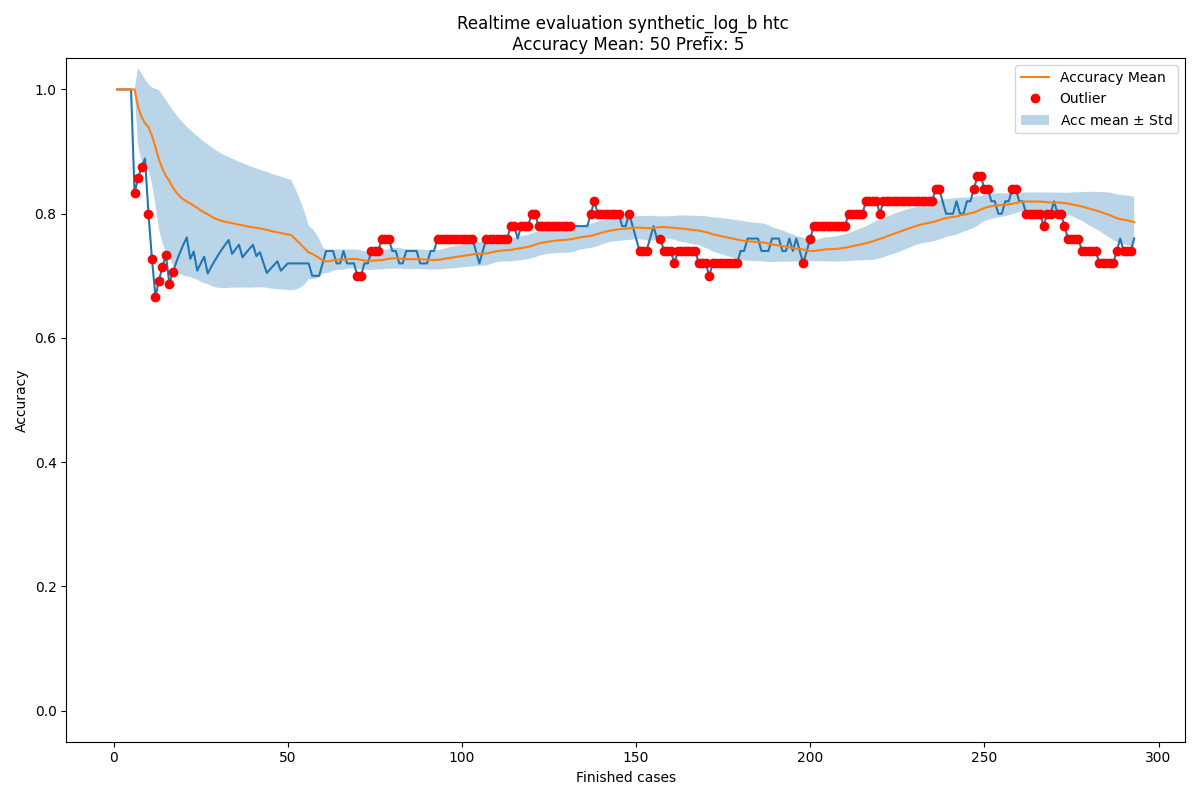 Realtime evaluation synthetic_log_b htc
Accuracy Mean: 50 Prefix: 5
Accuracy Mean
Outlier
Acc mean ± Std
1.0
0.8
0.6
0.4
0.2
0.0
Accuracy
0 50 100 150 200 250 300
Finished cases